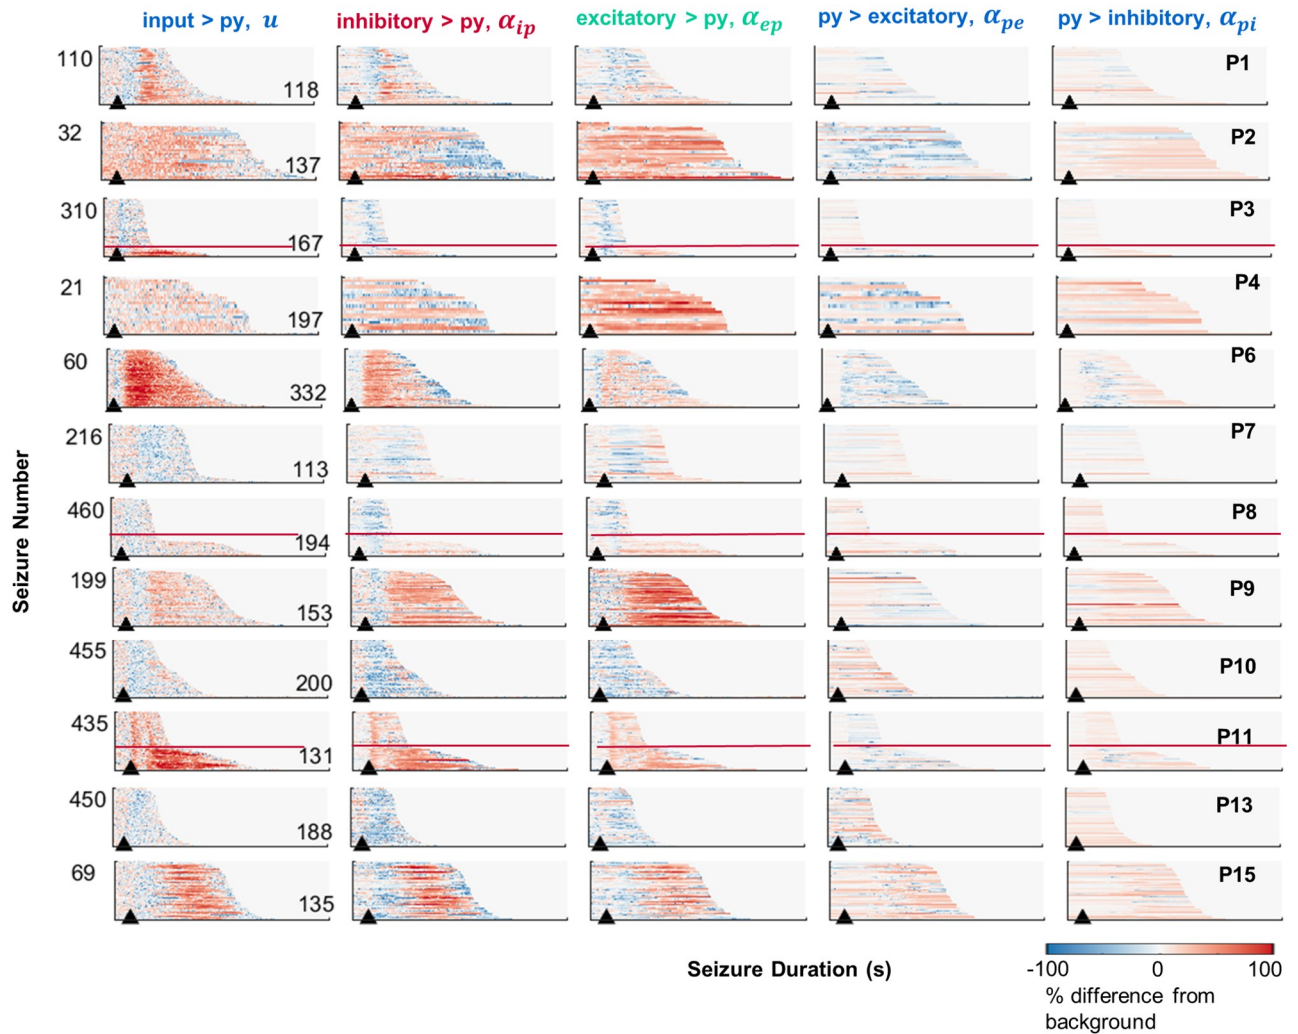 input > py, u
inhibitory > py, αip
excitatory > py, αep
py > excitatory, αpe
py > inhibitory, αpi
110
118
P1
32
137
P2
310
167
P3
21
197
P4
60
332
P6
216
113
P7
460
194
P8
199
153
P9
455
200
P10
435
131
P11
450
188
P13
69
135
P15
Seizure Number
Seizure Duration (s)
-100 0 100
% difference from
background